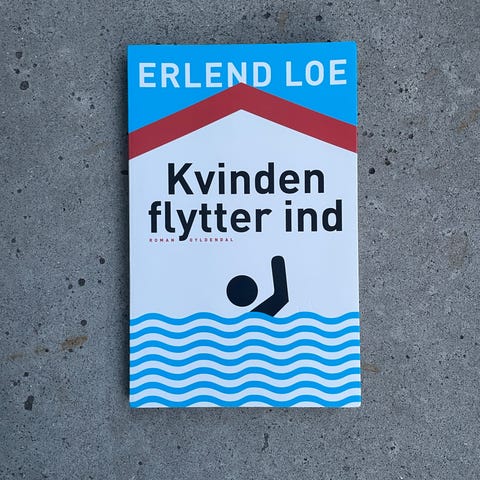 ERLEND LOE
Kvinden
flytter ind
ROMAN GYLDENDAL